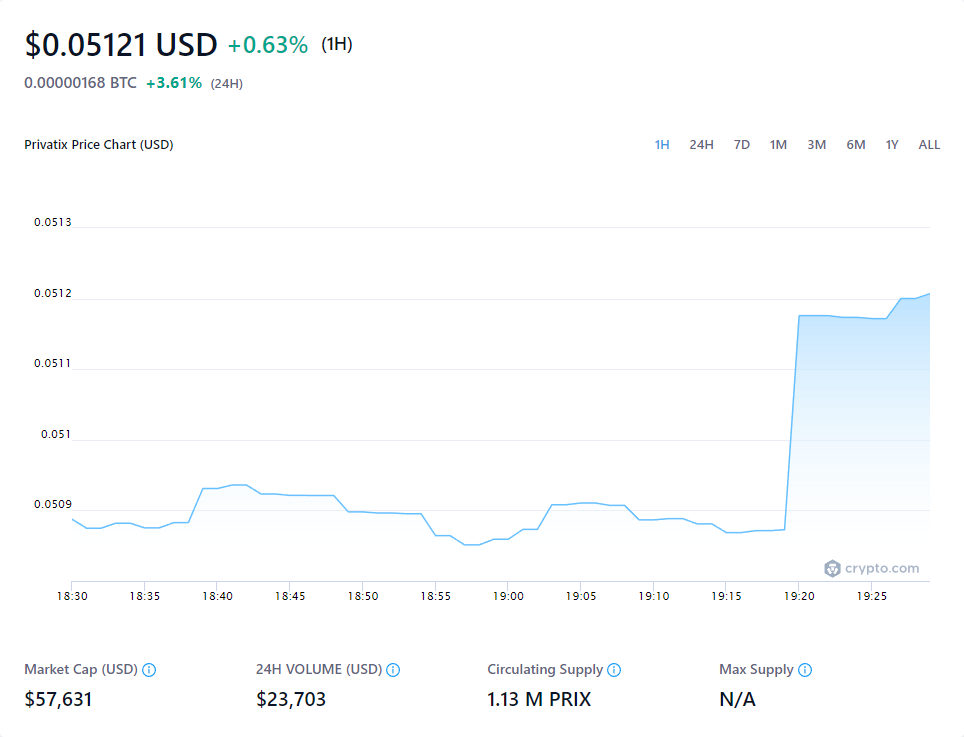 $0.05121 USD +0.63% (1H)
0.00000168 BTC +3.61% (24H)
Privatix Price Chart (USD) 1H 24H 7D 1M 3M 6M 1Y ALL
0.0513
0.0512
0.0511
0.051
0.0509
crypto.com
18:30 18:35 18:40 18:45 18:50 18:55 19:00 19:05 19:10 19:15 19:20 19:25
Market Cap (USD) 24H VOLUME (USD) Circulating Supply Max Supply
$57,631 $23,703 1.13 M PRIX N/A